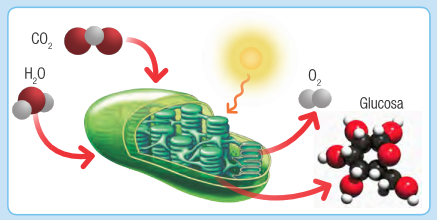 CO₂
H₂O
O₂
Glucosa